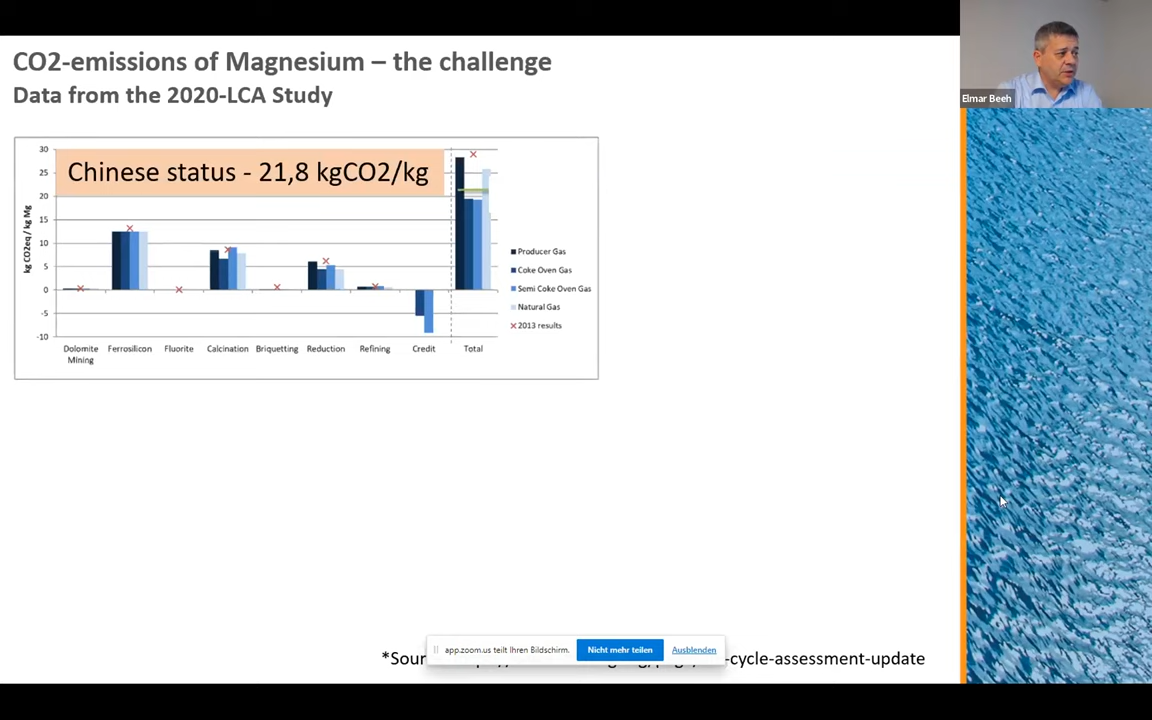 CO2-emissions of Magnesium – the challenge
Data from the 2020-LCA Study
Elmar Beeh
Chinese status - 21,8 kgCO2/kg
kg CO2eq / kg Mg
30
25
20
15
10
5
0
-5
-10
Dolomite Mining
Ferrosilicon
Fluorite
Calcination
Briquetting
Reduction
Refining
Credit
Total
Producer Gas
Coke Oven Gas
Semi Coke Oven Gas
Natural Gas
2013 results
app.zoom.us teilt Ihren Bildschirm.
Nicht mehr teilen
Ausblenden
*Sour
-cycle-assessment-update